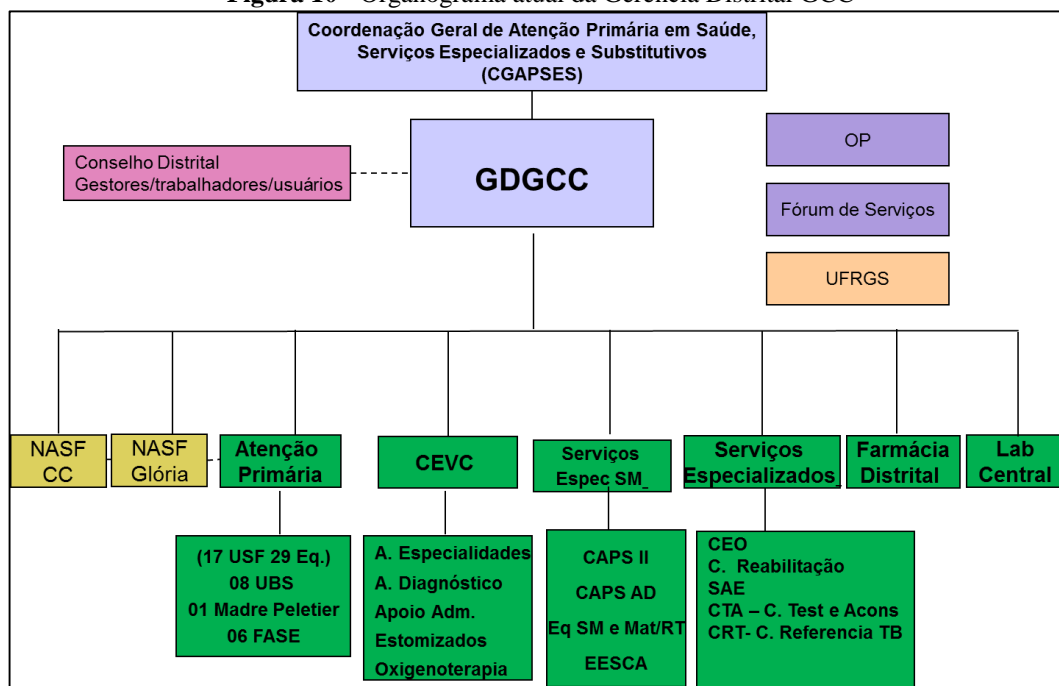 Figura 10 - Organograma atual da Gerência Distrital GCC
Coordenação Geral de Atenção Primária em Saúde,
Serviços Especializados e Substitutivos
(CGAPSES)
Conselho Distrital
Gestores/trabalhadores/usuários
GDGCC
OP
Fórum de Serviços
UFRGS
NASF
CC
NASF
Glória
Atenção
Primária
CEVC
Serviços
Espec SM_
Serviços
Especializados_
Farmácia
Distrital
Lab
Central
(17 USF 29 Eq.)
08 UBS
01 Madre Peletier
06 FASE
A. Especialidades
A. Diagnóstico
Apoio Adm.
Estomizados
Oxigenoterapia
CAPS II
CAPS AD
Eq SM e Mat/RT
EESCA
CEO
C. Reabilitação
SAE
CTA – C. Test e Acons
CRT- C. Referencia TB